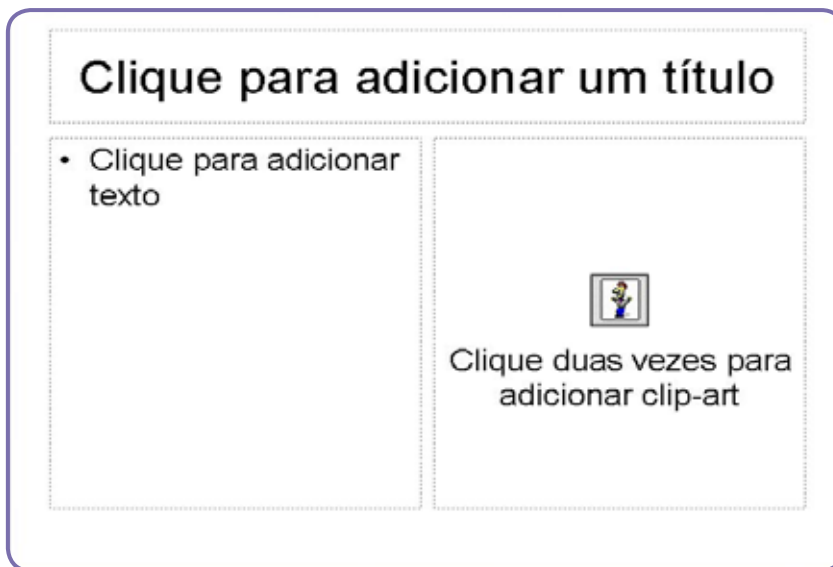 Clique para adicionar um título
• Clique para adicionar
texto
Clique duas vezes para
adicionar clip-art